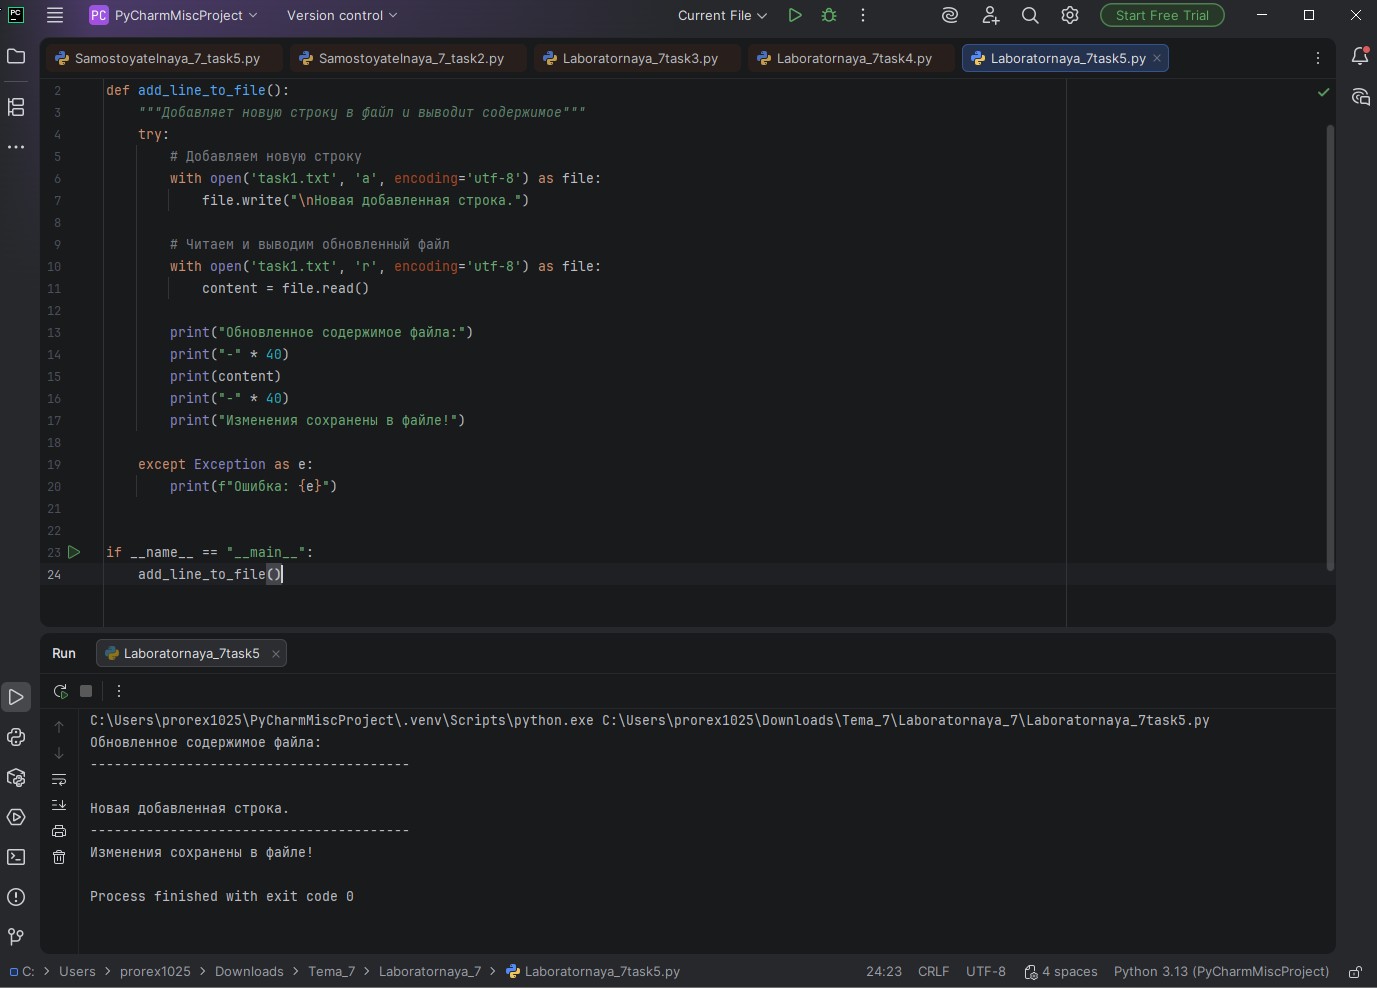 PC PC PyCharmMiscProject Version control Current File Start Free Trial
Samostoyatelnaya_7_task5.py Samostoyatelnaya_7_task2.py Laboratornaya_7task3.py Laboratornaya_7task4.py Laboratornaya_7task5.py
2 def add_line_to_file():
3 """Добавляет новую строку в файл и выводит содержимое"""
4 try:
5 # Добавляем новую строку
6 with open('task1.txt', 'a', encoding='utf-8') as file:
7 file.write("\nНовая добавленная строка.")
8
9 # Читаем и выводим обновленный файл
10 with open('task1.txt', 'r', encoding='utf-8') as file:
11 content = file.read()
12
13 print("Обновленное содержимое файла:")
14 print("-" * 40)
15 print(content)
16 print("-" * 40)
17 print("Изменения сохранены в файле!")
18
19 except Exception as e:
20 print(f"Ошибка: {e}")
21
22
23 if __name__ == "__main__":
24 add_line_to_file()
Run Laboratornaya_7task5
C:\Users\prorex1025\PyCharmMiscProject\.venv\Scripts\python.exe C:\Users\prorex1025\Downloads\Tema_7\Laboratornaya_7\Laboratornaya_7task5.py
Обновленное содержимое файла:
----------------------------------------
Новая добавленная строка.
----------------------------------------
Изменения сохранены в файле!
Process finished with exit code 0
C: > Users > prorex1025 > Downloads > Tema_7 > Laboratornaya_7 > Laboratornaya_7task5.py 24:23 CRLF UTF-8 4 spaces Python 3.13 (PyCharmMiscProject)